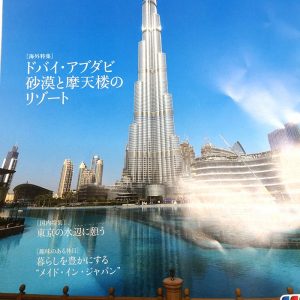 ［海外特集］
ドバイ・アブダビ
砂漠と摩天楼の
リゾート
［国内特集］
東京の水辺に憩う
［趣味のある休日］
暮らしを豊かにする
“メイド・イン・ジャパン”